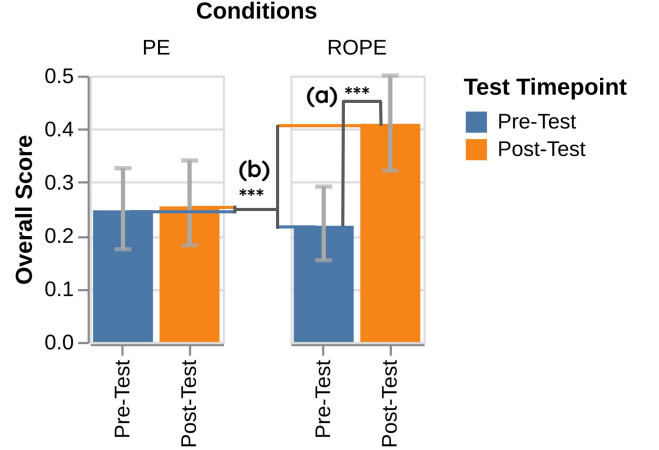 Conditions
PE
ROPE
Overall Score
0.5
0.4
0.3
0.2
0.1
0.0
(a) ***
(b)
***
Pre-Test
Post-Test
Pre-Test
Post-Test
Test Timepoint
Pre-Test
Post-Test